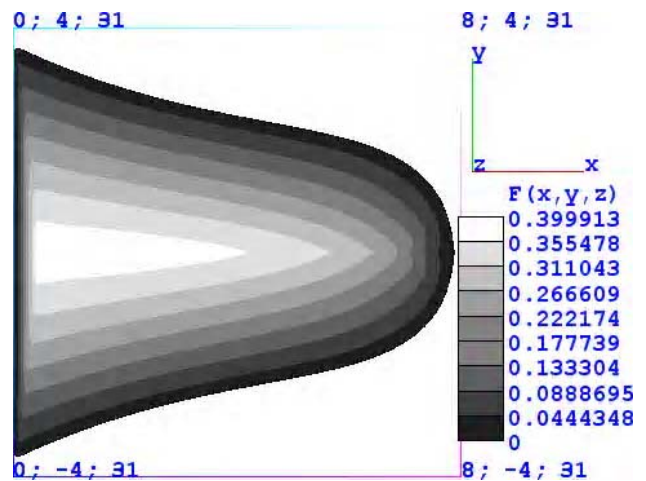 0; 4; 31
8; 4; 31
y
z
x
F(x,y,z)
0.399913
0.355478
0.311043
0.266609
0.222174
0.177739
0.133304
0.0888695
0.0444348
0
0; -4; 31
8; -4; 31